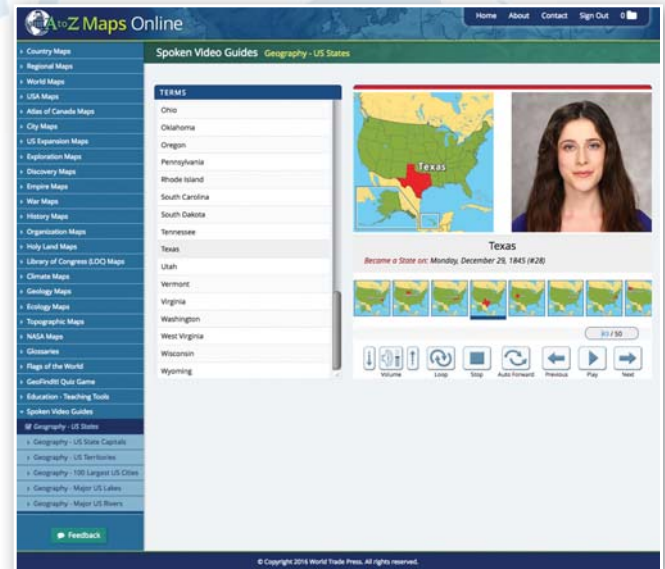 AtoZ Maps Online
Home About Contact Sign Out 0
Country Maps
Regional Maps
World Maps
USA Maps
Atlas of Canada Maps
City Maps
US Expansion Maps
Exploration Maps
Discovery Maps
Empire Maps
War Maps
History Maps
Organization Maps
Holy Land Maps
Library of Congress (LOC) Maps
Climate Maps
Geology Maps
Ecology Maps
Topographic Maps
NASA Maps
Glossaries
Flags of the World
GeoFindit! Quiz Game
Education - Teaching Tools
Spoken Video Guides
Geography - US States
Geography - US State Capitals
Geography - US Territories
Geography - 100 Largest US Cities
Geography - Major US Lakes
Geography - Major US Rivers
Feedback
Spoken Video Guides Geography - US States
TERMS
Ohio
Oklahoma
Oregon
Pennsylvania
Rhode Island
South Carolina
South Dakota
Tennessee
Texas
Utah
Vermont
Virginia
Washington
West Virginia
Wisconsin
Wyoming
Texas
Texas
Became a State on: Monday, December 29, 1845 (#28)
/ 50
Volume Loop Stop Auto Forward Previous Play Next
© Copyright 2016 World Trade Press. All rights reserved.